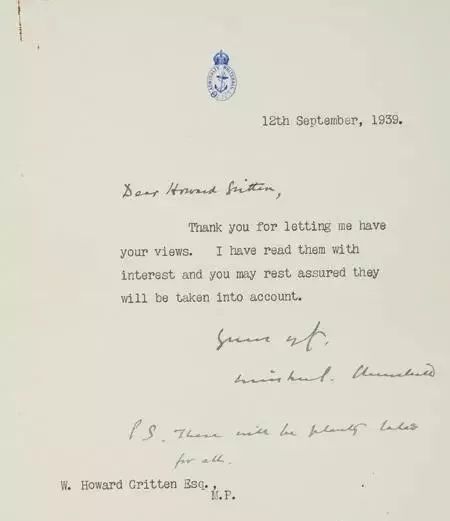 ADMIRALTY WHITEHALL
12th September, 1939.
Dear Howard Gritten,
Thank you for letting me have
your views. I have read them with
interest and you may rest assured they
will be taken into account.
Winston S. Churchill
P.S. There will be plenty later
for all.
W. Howard Gritten Esq.,
M.P.